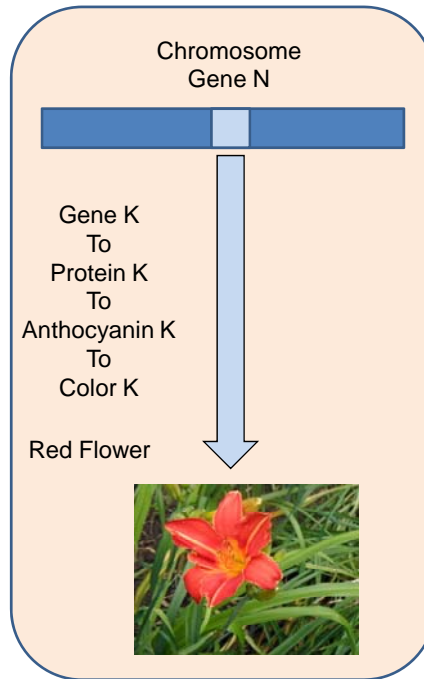 Chromosome
Gene N
Gene K
To
Protein K
To
Anthocyanin K
To
Color K
Red Flower